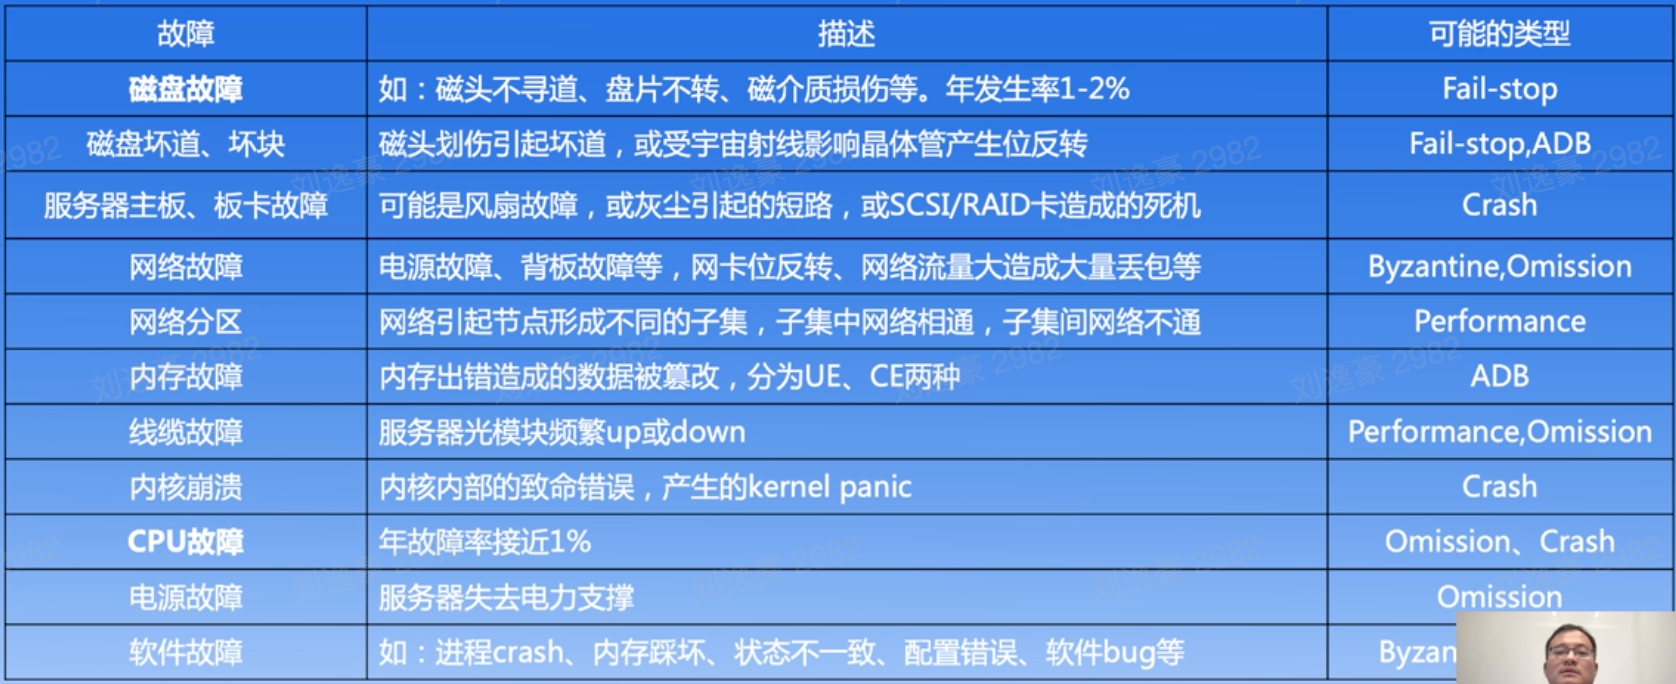 故障 描述 可能的类型
磁盘故障 如：磁头不寻道、盘片不转、磁介质损伤等。年发生率1-2% Fail-stop
磁盘坏道、坏块 磁头划伤引起坏道，或受宇宙射线影响晶体管产生位反转 Fail-stop,ADB
服务器主板、板卡故障 可能是风扇故障，或灰尘引起的短路，或SCSI/RAID卡造成的死机 Crash
网络故障 电源故障、背板故障等，网卡位反转、网络流量大造成大量丢包等 Byzantine,Omission
网络分区 网络引起节点形成不同的子集，子集中网络相通，子集间网络不通 Performance
内存故障 内存出错造成的数据被篡改，分为UE、CE两种 ADB
线缆故障 服务器光模块频繁up或down Performance,Omission
内核崩溃 内核内部的致命错误，产生的kernel panic Crash
CPU故障 年故障率接近1% Omission、Crash
电源故障 服务器失去电力支撑 Omission
软件故障 如：进程crash、内存踩坏、状态不一致、配置错误、软件bug等 Byzan
刘逸豪 2982